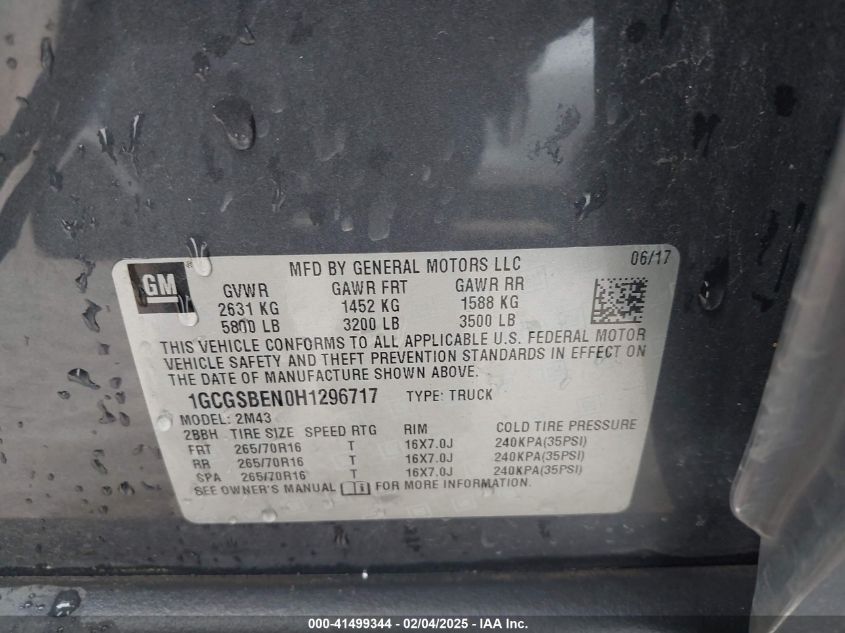 GM
MFD BY GENERAL MOTORS LLC 06/17
GVWR GAWR FRT GAWR RR
2631 KG 1452 KG 1588 KG
5800 LB 3200 LB 3500 LB
THIS VEHICLE CONFORMS TO ALL APPLICABLE U.S. FEDERAL MOTOR
VEHICLE SAFETY AND THEFT PREVENTION STANDARDS IN EFFECT ON
THE DATE OF MANUFACTURE SHOWN ABOVE.
1GCGSBEN0H1296717 TYPE: TRUCK
MODEL: 2M43
2BBH TIRE SIZE SPEED RTG RIM COLD TIRE PRESSURE
FRT 265/70R16 T 16X7.0J 240KPA(35PSI)
RR 265/70R16 T 16X7.0J 240KPA(35PSI)
SPA 265/70R16 T 16X7.0J 240KPA(35PSI)
SEE OWNER'S MANUAL FOR MORE INFORMATION.
000-41499344 - 02/04/2025 - IAA Inc.